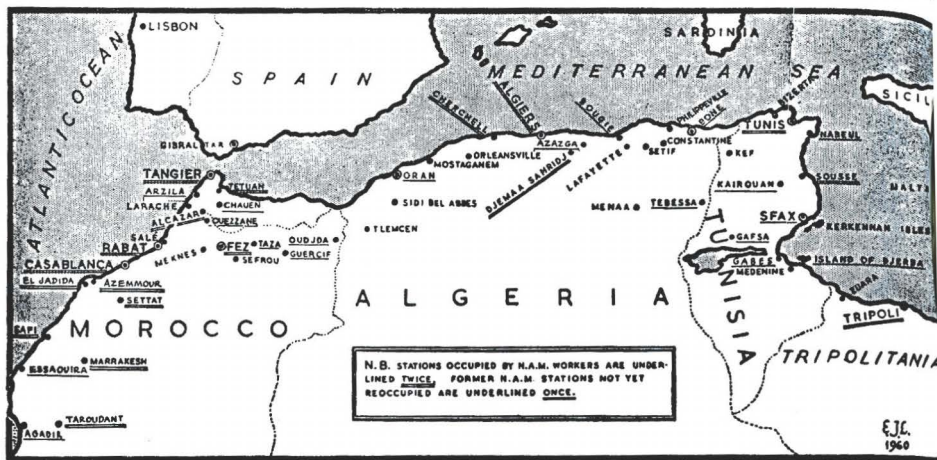 LISBON
SPAIN
SARDINIA
MEDITERRANEAN SEA
ATLANTIC OCEAN
GIBRALTAR
CHERCHELL
ALGIERS
BOUGIE
PHILIPPEVILLE
BONE
BIZERTA
TUNIS
NABEUL
AZAZGA
CONSTANTINE
ORLEANSVILLE
SETIF
KEF
MOSTAGANEM
DJEMAA SAHRIDJ
LAFAYETTE
TANGIER
TETUAN
ORAN
KAIROUAN
SOUSSE
MALTA
ARZILA
LARACHE
CHAUEN
SIDI BEL ABBES
MENAA
TEBESSA
ALCAZAR
OUEZZANE
SFAX
KERKENNAH ISLES
SALÉ
RABAT
MEKNES
FEZ
TAZA
OUDJDA
TLEMCEN
GAFSA
SEFROU
GUERCIF
CASABLANCA
GABES
ISLAND OF DJERBA
MEDENINE
EL JADIDA
AZEMMOUR
ZUARA
SETTAT
ALGERIA
TUNISIA
TRIPOLI
SAFI
MOROCCO
TRIPOLITANIA
MARRAKESH
ESSAOUIRA
N.B. STATIONS OCCUPIED BY N.A.M. WORKERS ARE UNDER-
LINED TWICE, FORMER N.A.M. STATIONS NOT YET
REOCCUPIED ARE UNDERLINED ONCE.
TAROUDANT
AGADIR
1960